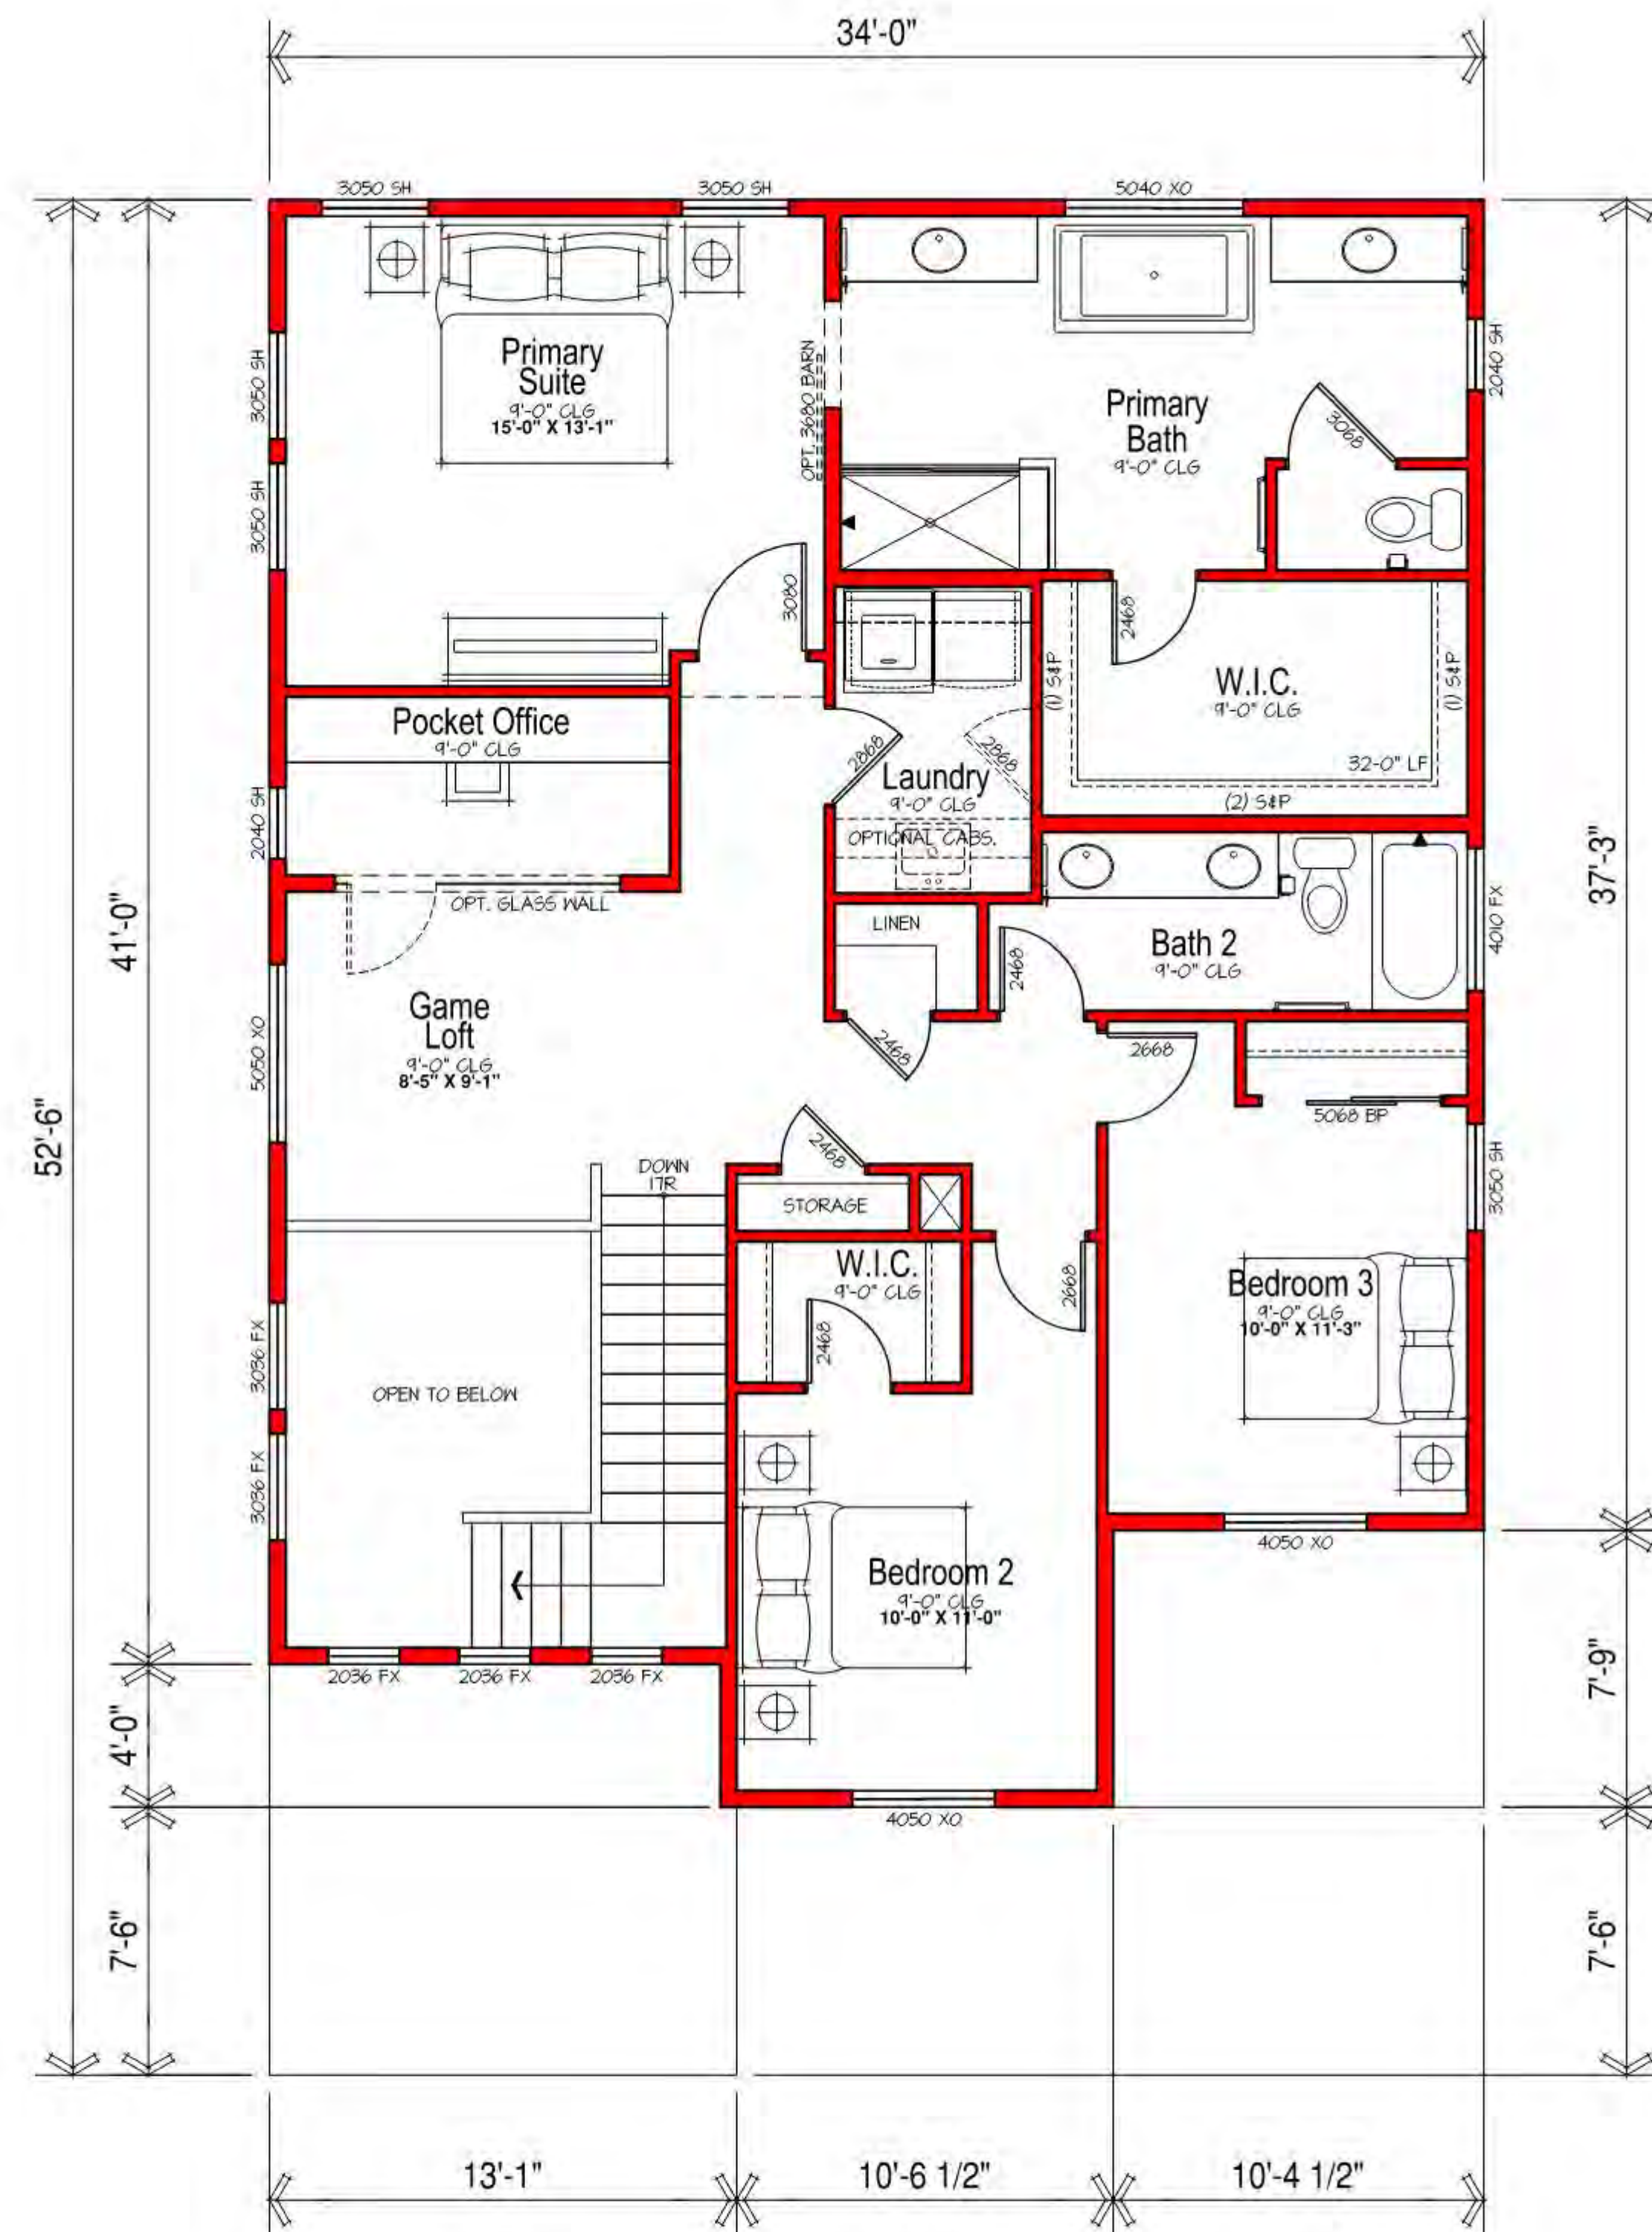 34'-0"
3050 SH
3050 SH
5040 XO
Primary
Suite
9'-0" CLG
15'-0" X 13'-1"
3050 SH
3050 SH
OPT. 3680 BARN
Primary
Bath
9'-0" CLG
3068
2040 SH
3080
2468
W.I.C.
9'-0" CLG
(1) S&P
(1) S&P
32-0" LF
(2) S&P
Pocket Office
9'-0" CLG
2040 SH
OPT. GLASS WALL
2868
2868
Laundry
9'-0" CLG
OPTIONAL CABS.
LINEN
2468
Bath 2
9'-0" CLG
4010 FX
41'-0"
37'-3"
52'-6"
Game
Loft
9'-0" CLG
8'-5" X 9'-1"
5050 XO
2468
2668
5068 BP
3050 SH
DOWN
17R
2468
STORAGE
W.I.C.
9'-0" CLG
2468
2668
Bedroom 3
9'-0" CLG
10'-0" X 11'-3"
3036 FX
3036 FX
OPEN TO BELOW
4050 XO
Bedroom 2
9'-0" CLG
10'-0" X 11'-0"
2036 FX
2036 FX
2036 FX
4'-0"
7'-9"
4050 XO
7'-6"
7'-6"
13'-1"
10'-6 1/2"
10'-4 1/2"